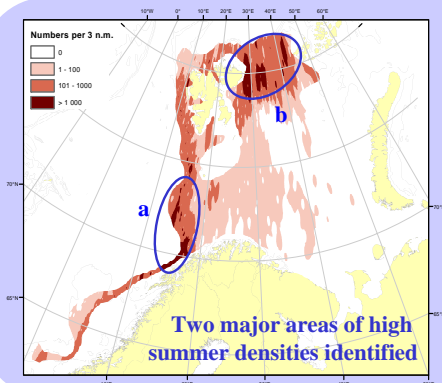 10°W 0° 10°E 20°E 30°E 40°E 50°E 60°E
Numbers per 3 n.m.
0
1 - 100
101 - 1000
> 1 000
b
70°N
a
65°N
Two major areas of high
summer densities identified